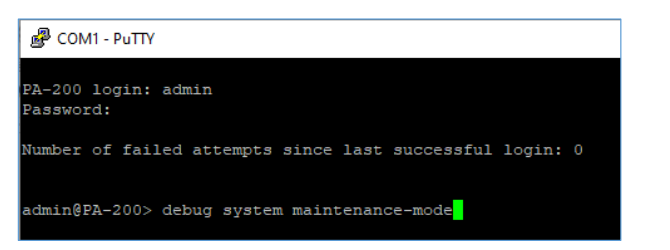 COM1 - PuTTY
PA-200 login: admin
Password:
Number of failed attempts since last successful login: 0
admin@PA-200> debug system maintenance-mode